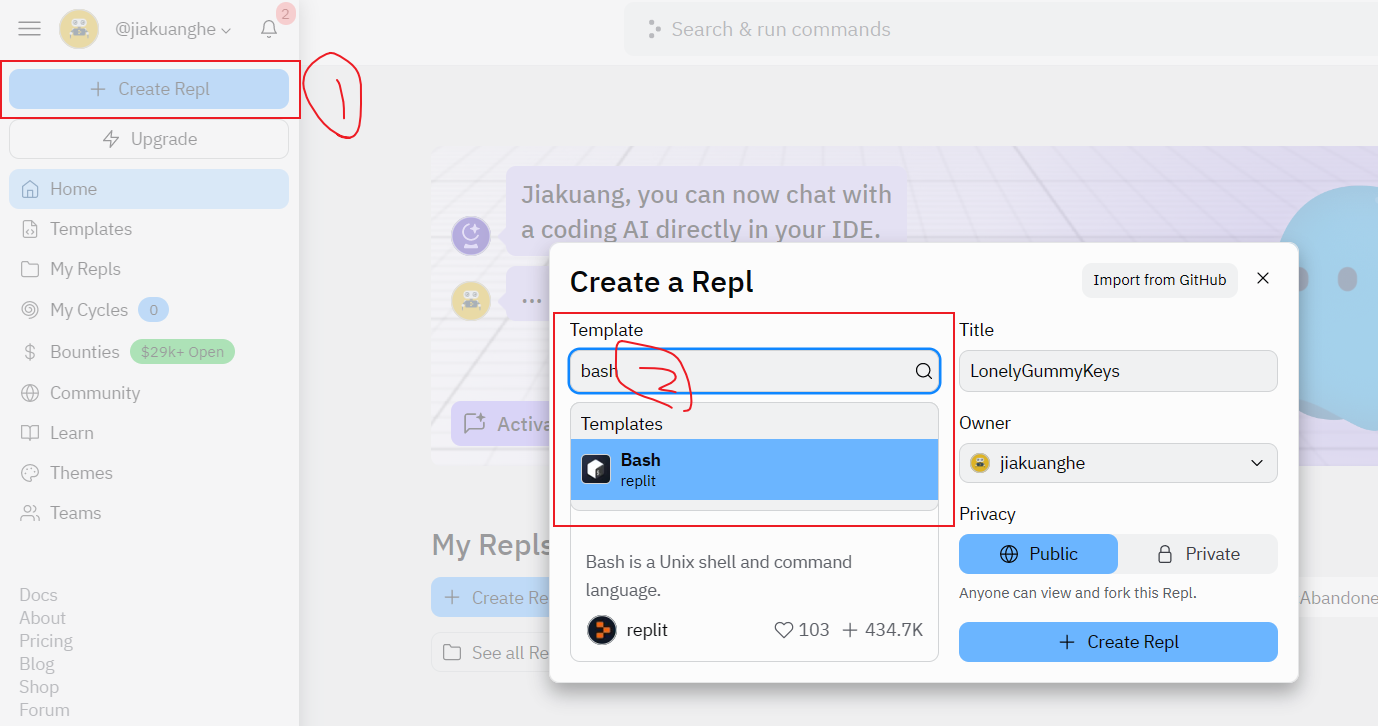 @jiakuanghe
2
Search & run commands
+ Create Repl
1
Upgrade
Home
Templates
My Repls
My Cycles 0
$ Bounties $29k+ Open
Community
Learn
Themes
Teams
Docs
About
Pricing
Blog
Shop
Forum
Jiakuang, you can now chat with
a coding AI directly in your IDE.
...
Activa
My Repls
+ Create Re
See all Re
Abandone
Create a Repl
Import from GitHub
Template
bash
2
Templates
Bash
replit
Bash is a Unix shell and command
language.
replit
103 + 434.7K
Title
LonelyGummyKeys
Owner
jiakuanghe
Privacy
Public
Private
Anyone can view and fork this Repl.
+ Create Repl